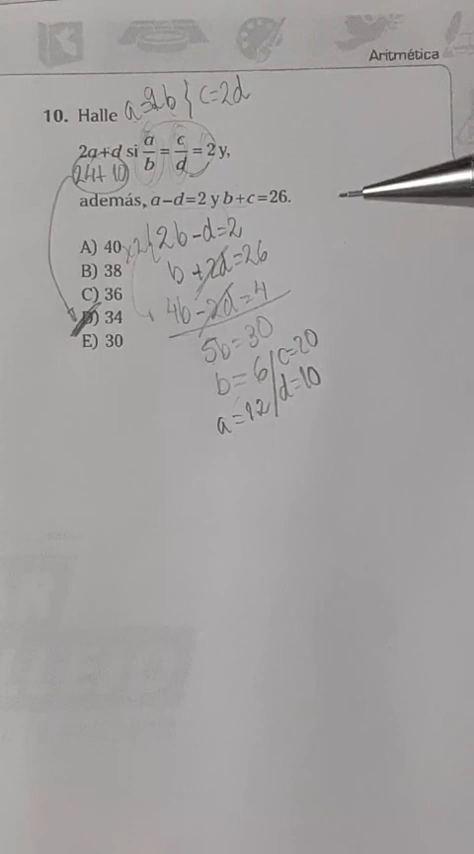 Aritmética
10. Halle a=2b { c=2d
2a+d si a/b = c/d = 2 y,
24+10
además, a–d=2 y b+c=26.
A) 40 x2 { 2b-d=2
B) 38 b+2d=26
C) 36 4b-2d=4
D) 34 5b=30
E) 30 b=6 / c=20
a=12 / d=10